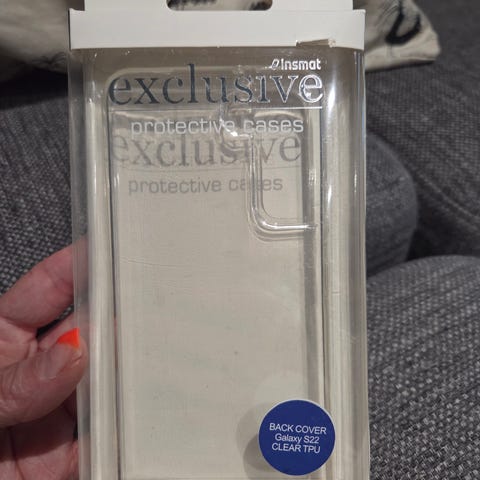 insmat
exclusive
protective cases
exclusive
protective cases
BACK COVER
Galaxy S22
CLEAR TPU